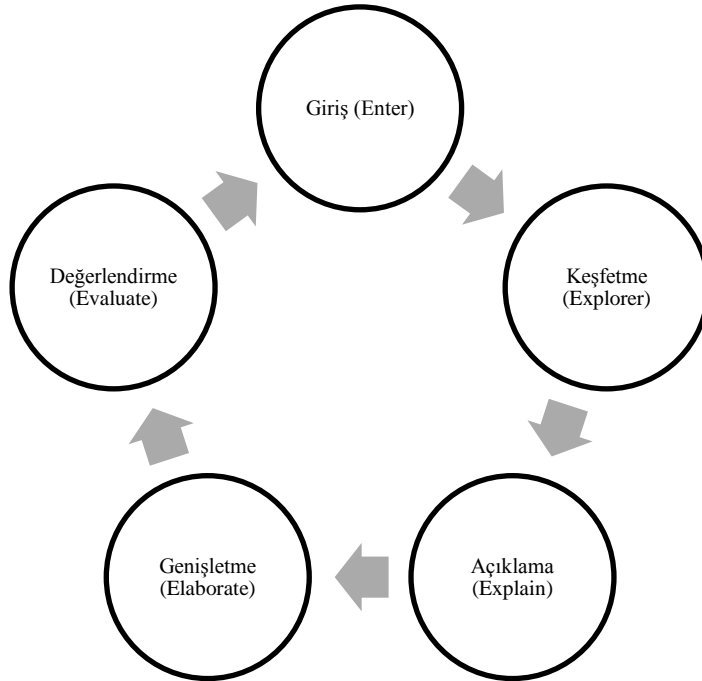 Giriş (Enter)
Keşfetme
(Explorer)
Açıklama
(Explain)
Genişletme
(Elaborate)
Değerlendirme
(Evaluate)